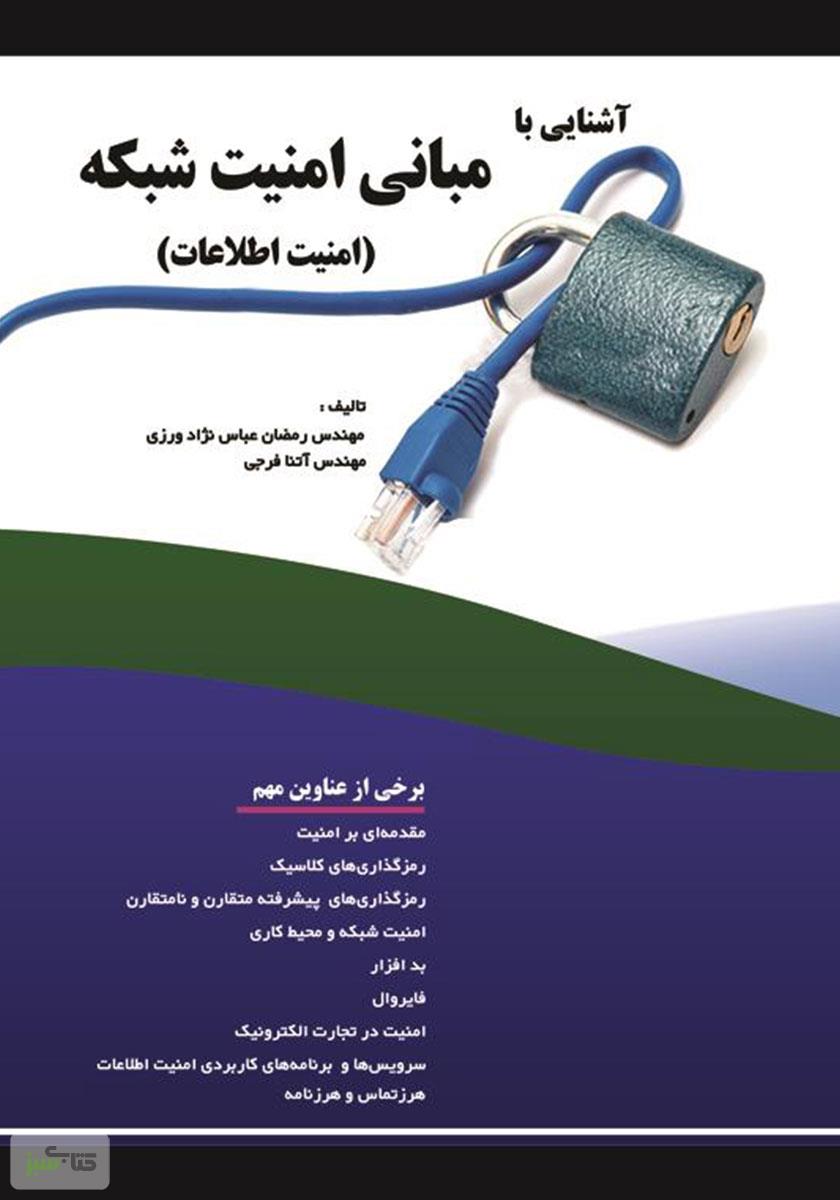 آشنایی با
مبانی امنیت شبکه
(امنیت اطلاعات)
تالیف :
مهندس رمضان عباس نژاد ورزی
مهندس آتنا فرجی
برخی از عناوین مهم
مقدمه‌ای بر امنیت
رمزگذاری‌های کلاسیک
رمزگذاری‌های پیشرفته متقارن و نامتقارن
امنیت شبکه و محیط کاری
بد افزار
فایروال
امنیت در تجارت الکترونیک
سرویس‌ها و برنامه‌های کاربردی امنیت اطلاعات
هرزتماس و هرزنامه
کتابی سبز